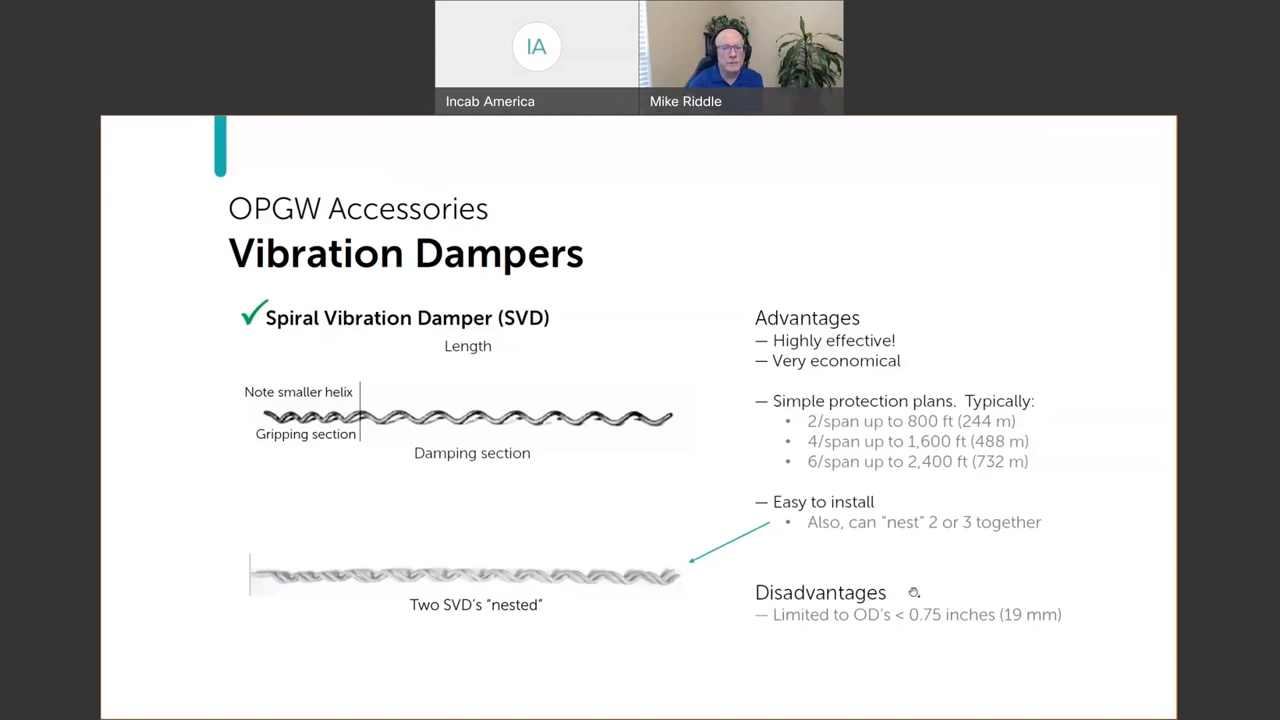 IA
Incab America
Mike Riddle
OPGW Accessories
Vibration Dampers
Spiral Vibration Damper (SVD)
Length
Note smaller helix
Gripping section
Damping section
Two SVD's "nested"
Advantages
— Highly effective!
— Very economical
— Simple protection plans. Typically:
• 2/span up to 800 ft (244 m)
• 4/span up to 1,600 ft (488 m)
• 6/span up to 2,400 ft (732 m)
— Easy to install
• Also, can “nest” 2 or 3 together
Disadvantages
— Limited to OD’s < 0.75 inches (19 mm)